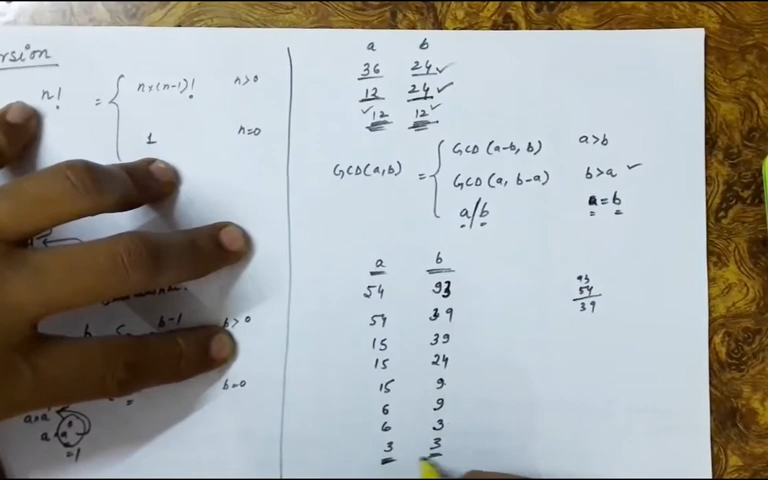 rsion
n! = { n×(n-1)! n>0
1 n=0
b-1 b>0
b=0
a×a
a
=1
a b
36 24 ✓
12 24 ✓
✓12 12 ✓
GCD(a,b) = { GCD(a-b, b) a>b
GCD(a, b-a) b>a ✓
a/b a=b
a b
54 93
54 39
15 39
15 24
15 9
6 9
6 3
3 3
93
54
39